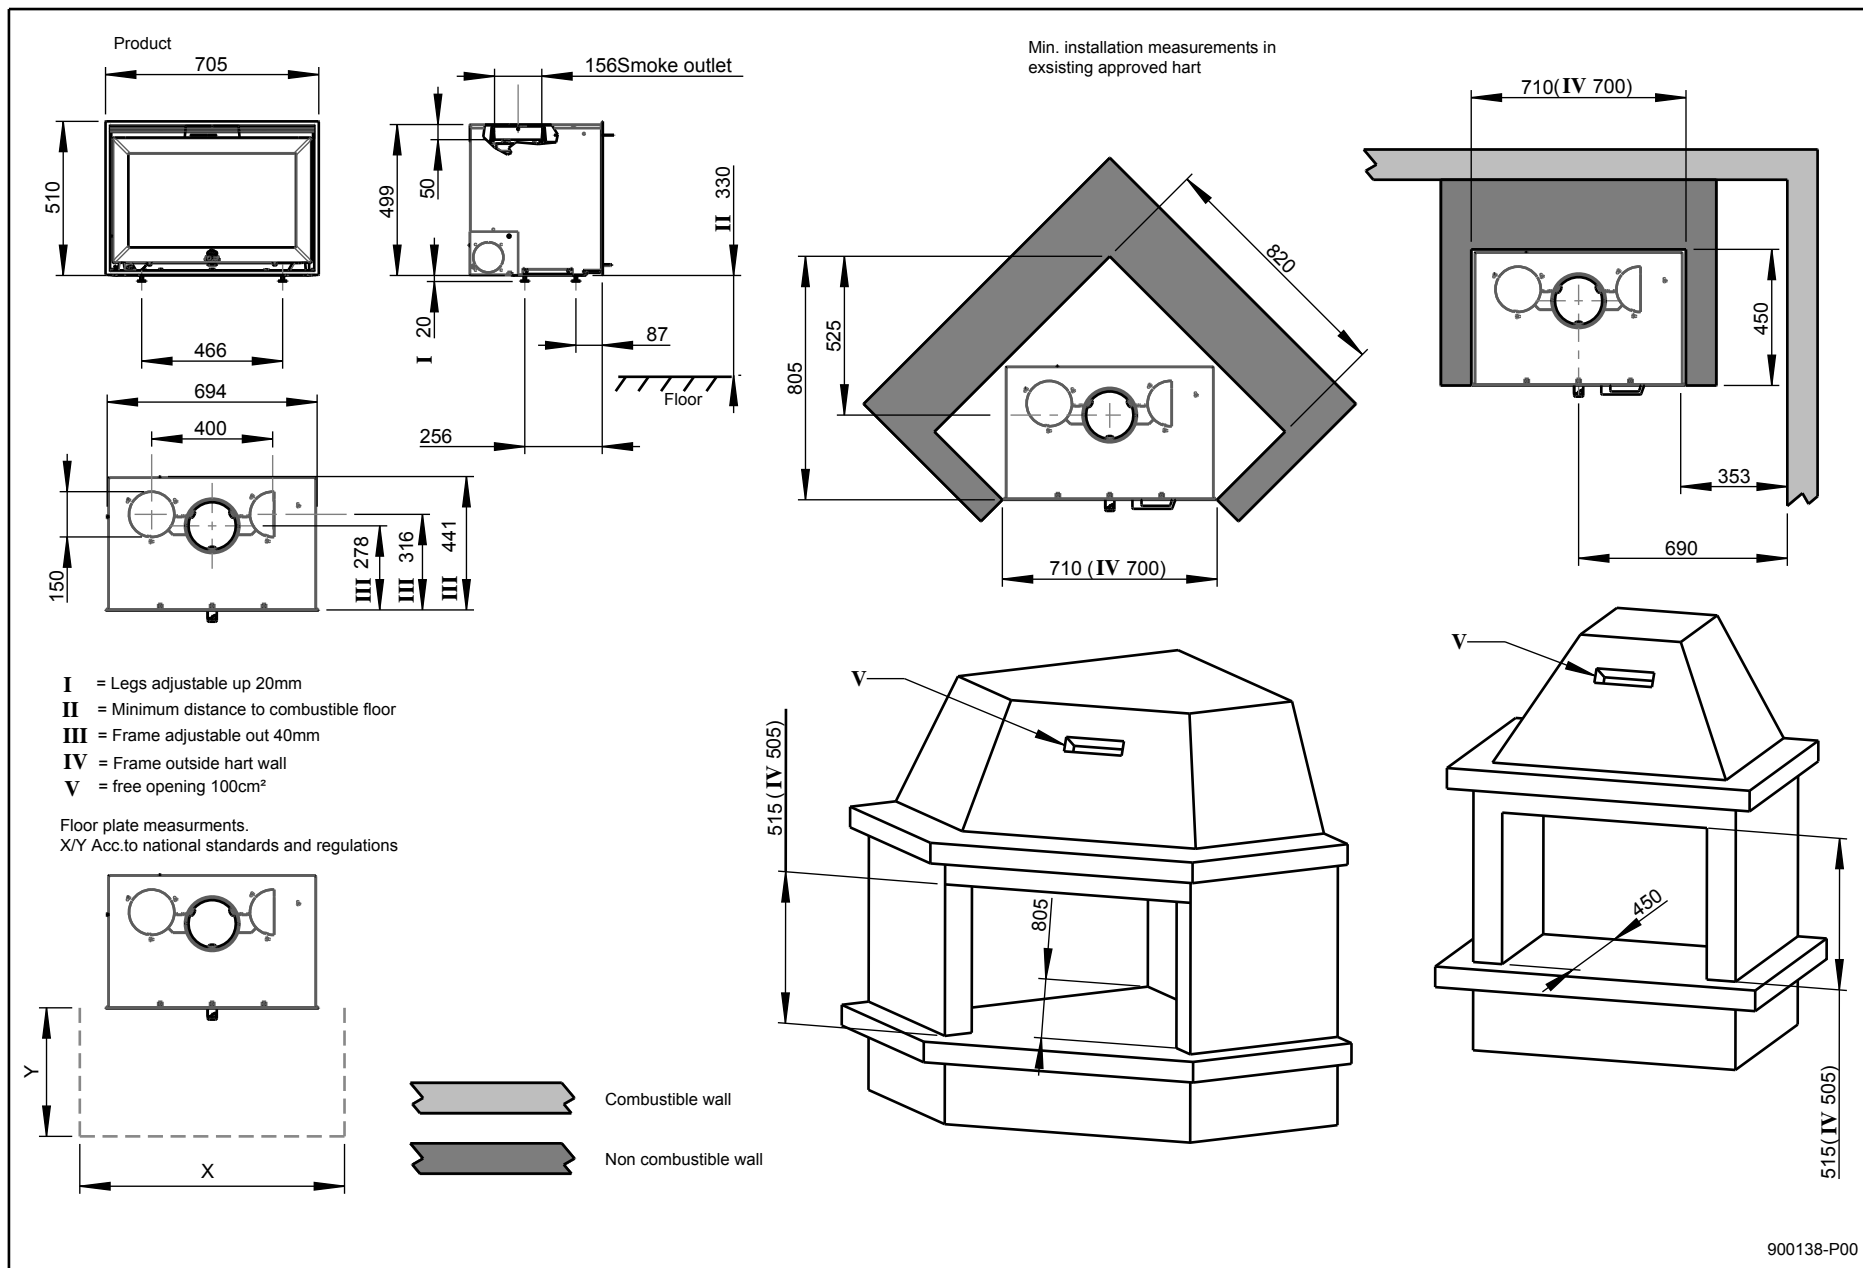 Product
705
510
466
156Smoke outlet
499
50
II 330
I 20
87
Floor
256
694
400
150
III 278
III 316
III 441
I = Legs adjustable up 20mm
II = Minimum distance to combustible floor
III = Frame adjustable out 40mm
IV = Frame outside hart wall
V = free opening 100cm²
Floor plate measurments.
X/Y Acc.to national standards and regulations
Y
X
Combustible wall
Non combustible wall
Min. installation measurements in
exsisting approved hart
820
525
805
710 (IV 700)
710(IV 700)
450
353
690
V
515 (IV 505)
805
V
450
515(IV 505)
900138-P00